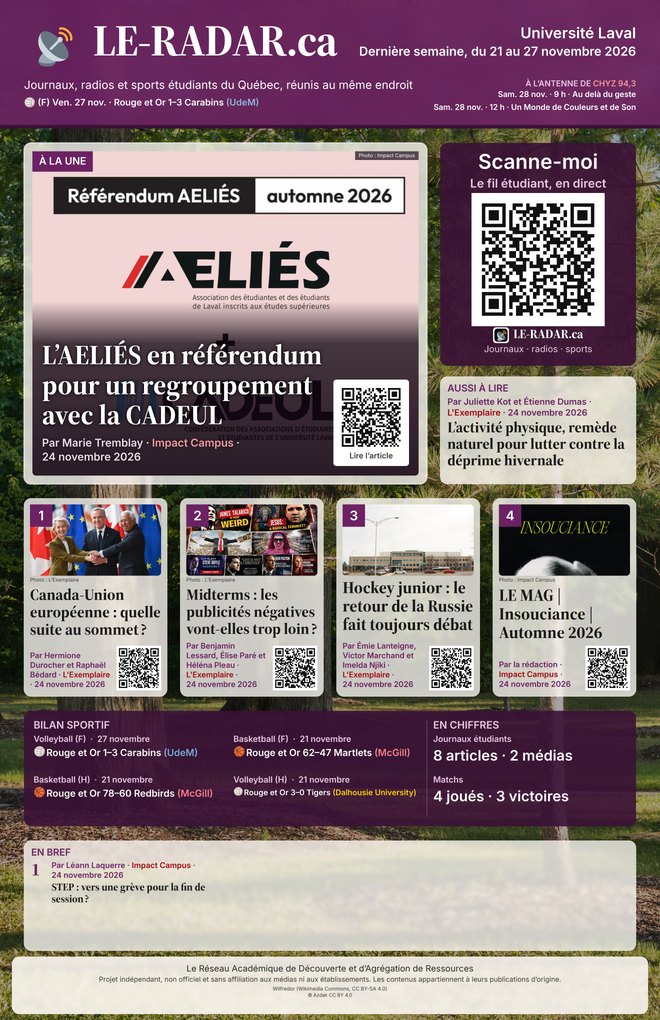 LE-RADAR.ca
Université Laval
Dernière semaine, du 21 au 27 novembre 2026
Journaux, radios et sports étudiants du Québec, réunis au même endroit
(F) Ven. 27 nov. · Rouge et Or 1–3 Carabins (UdeM)
À L'ANTENNE DE CHYZ 94,3
Sam. 28 nov. · 9 h · Au delà du geste
Sam. 28 nov. · 12 h · Un Monde de Couleurs et de Son
À LA UNE
Photo : Impact Campus
Référendum AELIÉS automne 2026
AELIÉS
Association des étudiantes et des étudiants
de Laval inscrits aux études supérieures
CADEUL
CONFÉDÉRATION DES ASSOCIATIONS D'ÉTUDIANTS
ET ÉTUDIANTES DE L'UNIVERSITÉ LAVAL
L'AELIÉS en référendum
pour un regroupement
avec la CADEUL
Par Marie Tremblay · Impact Campus ·
24 novembre 2026
Lire l'article
Scanne-moi
Le fil étudiant, en direct
LE-RADAR.ca
Journaux · radios · sports
AUSSI À LIRE
Par Juliette Kot et Étienne Dumas ·
L'Exemplaire · 24 novembre 2026
L'activité physique, remède
naturel pour lutter contre la
déprime hivernale
1
Photo : L'Exemplaire
Canada-Union
européenne : quelle
suite au sommet ?
Par Hermione
Durocher et Raphaël
Bédard · L'Exemplaire
· 24 novembre 2026
2
JAMES TALARICO
WEIRD
JESUS:
A RADICAL FEMINIST?
Photo : L'Exemplaire
Midterms : les
publicités négatives
vont-elles trop loin ?
Par Benjamin
Lessard, Élise Paré et
Héléna Pleau ·
L'Exemplaire ·
24 novembre 2026
3
Hockey junior : le
retour de la Russie
fait toujours débat
Par Émie Lanteigne,
Victor Marchand et
Imelda Njiki ·
L'Exemplaire ·
24 novembre 2026
4
INSOUCIANCE
Photo : Impact Campus
LE MAG |
Insouciance |
Automne 2026
Par la rédaction ·
Impact Campus ·
24 novembre 2026
BILAN SPORTIF
Volleyball (F) · 27 novembre
Rouge et Or 1–3 Carabins (UdeM)
Basketball (F) · 21 novembre
Rouge et Or 62–47 Martlets (McGill)
Basketball (H) · 21 novembre
Rouge et Or 78–60 Redbirds (McGill)
Volleyball (H) · 21 novembre
Rouge et Or 3–0 Tigers (Dalhousie University)
EN CHIFFRES
Journaux étudiants
8 articles · 2 médias
Matchs
4 joués · 3 victoires
EN BREF
1
Par Léann Laquerre · Impact Campus ·
24 novembre 2026
STEP : vers une grève pour la fin de
session ?
Le Réseau Académique de Découverte et d'Agrégation de Ressources
Projet indépendant, non officiel et sans affiliation aux médias ni aux établissements. Les contenus appartiennent à leurs publications d'origine.
Wilfredor (Wikimedia Commons, CC BY-SA 4.0)
© Azdak CC BY 4.0